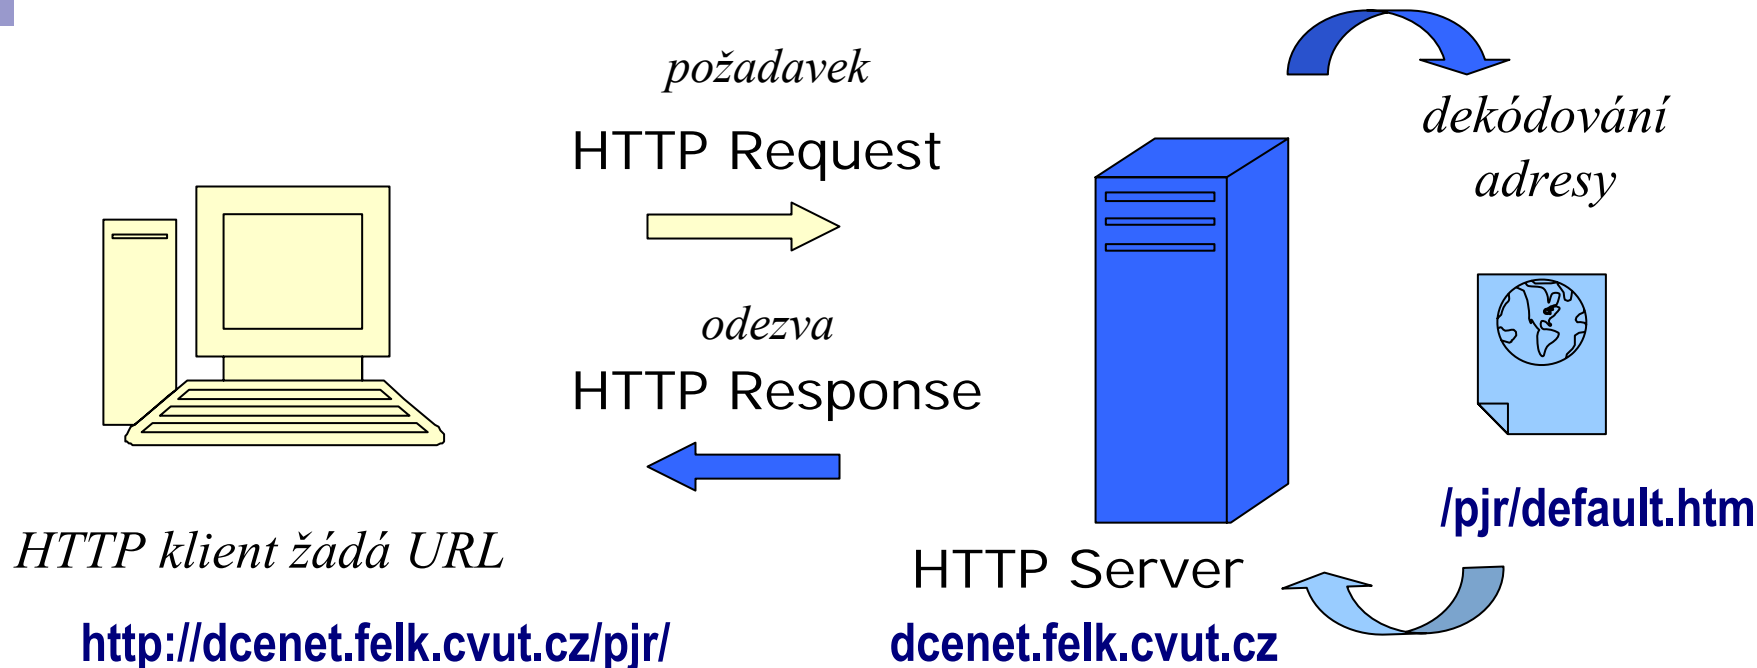 požadavek
HTTP Request
dekódování
adresy
odezva
HTTP Response
/pjr/default.htm
HTTP klient žádá URL
HTTP Server
http://dcenet.felk.cvut.cz/pjr/
dcenet.felk.cvut.cz